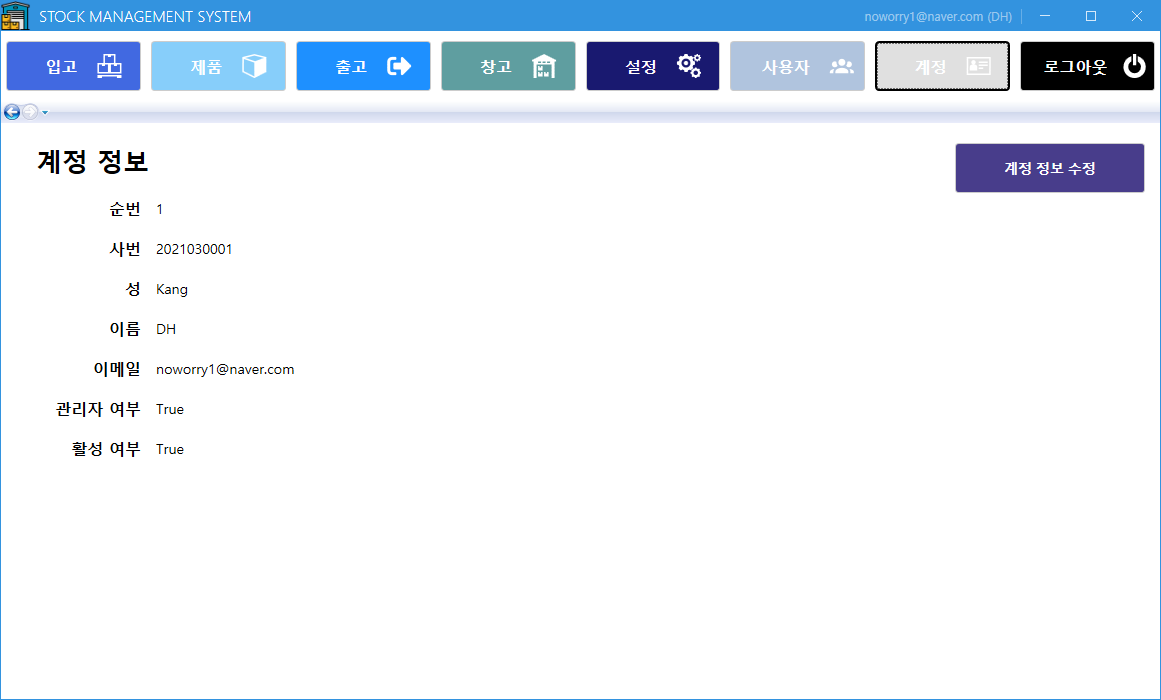 STOCK MANAGEMENT SYSTEM
noworry1@naver.com (DH)
입고 제품 출고 창고 설정 사용자 계정 로그아웃
계정 정보
계정 정보 수정
순번 1
사번 2021030001
성 Kang
이름 DH
이메일 noworry1@naver.com
관리자 여부 True
활성 여부 True